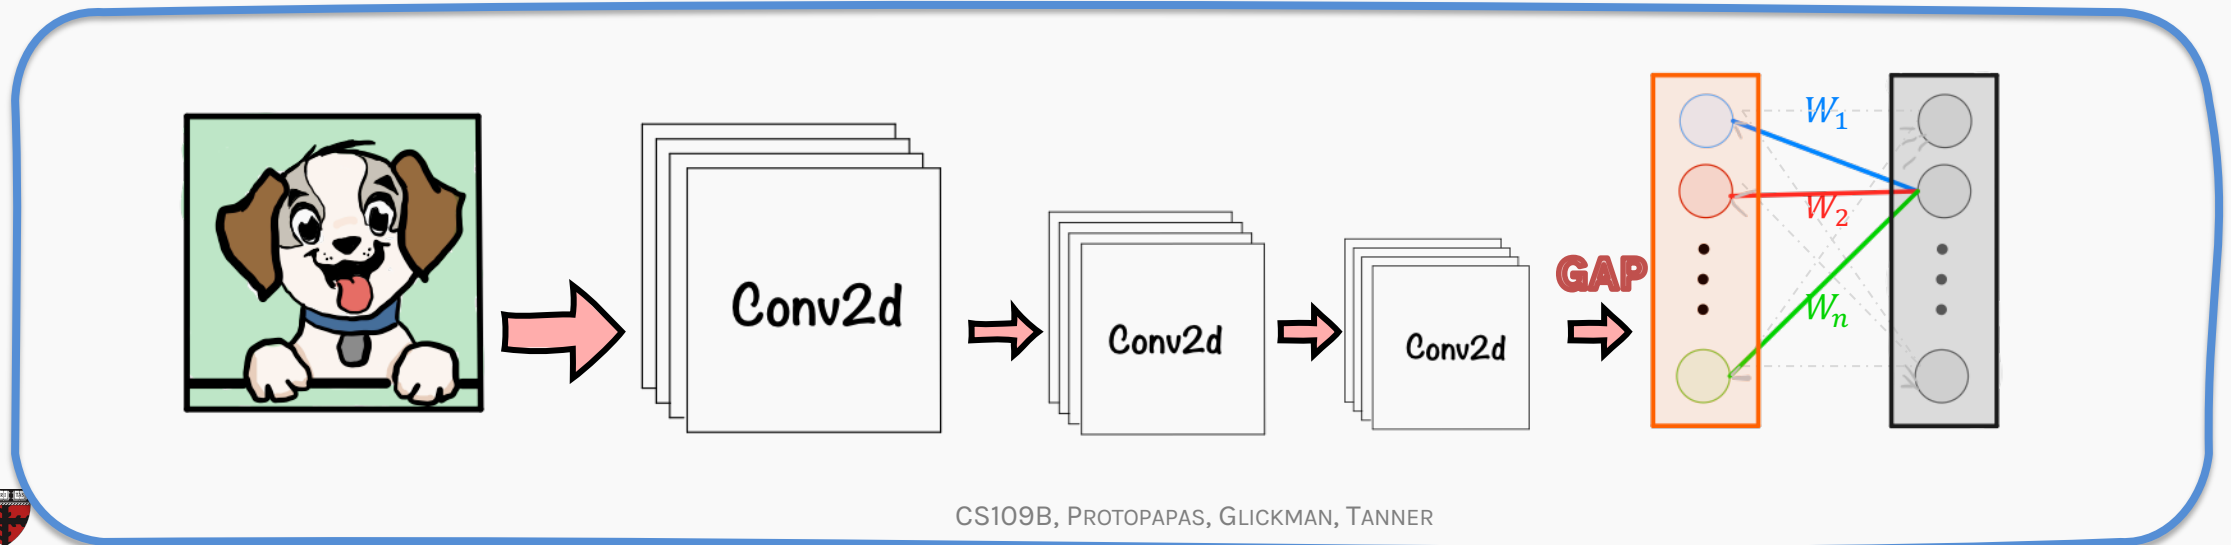 Conv2d
Conv2d
Conv2d
GAP
W1
W2
Wn
CS109B, PROTOPAPAS, GLICKMAN, TANNER